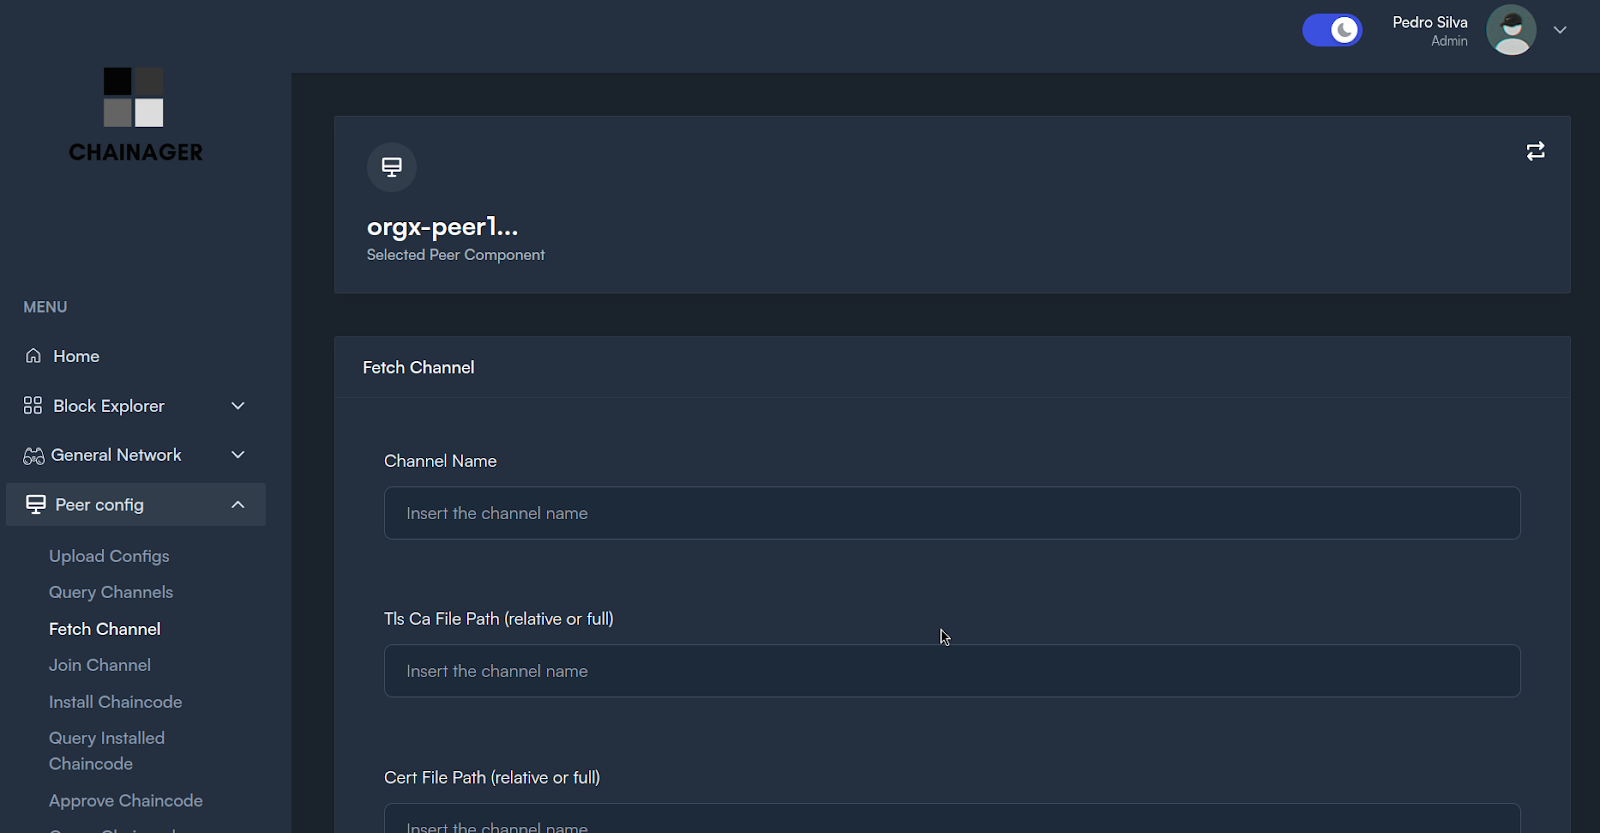 Pedro Silva
Admin
CHAINAGER
orgx-peer1...
Selected Peer Component
MENU
Home
Block Explorer
General Network
Peer config
Upload Configs
Query Channels
Fetch Channel
Join Channel
Install Chaincode
Query Installed
Chaincode
Approve Chaincode
Fetch Channel
Channel Name
Insert the channel name
Tls Ca File Path (relative or full)
Insert the channel name
Cert File Path (relative or full)
Insert the channel name